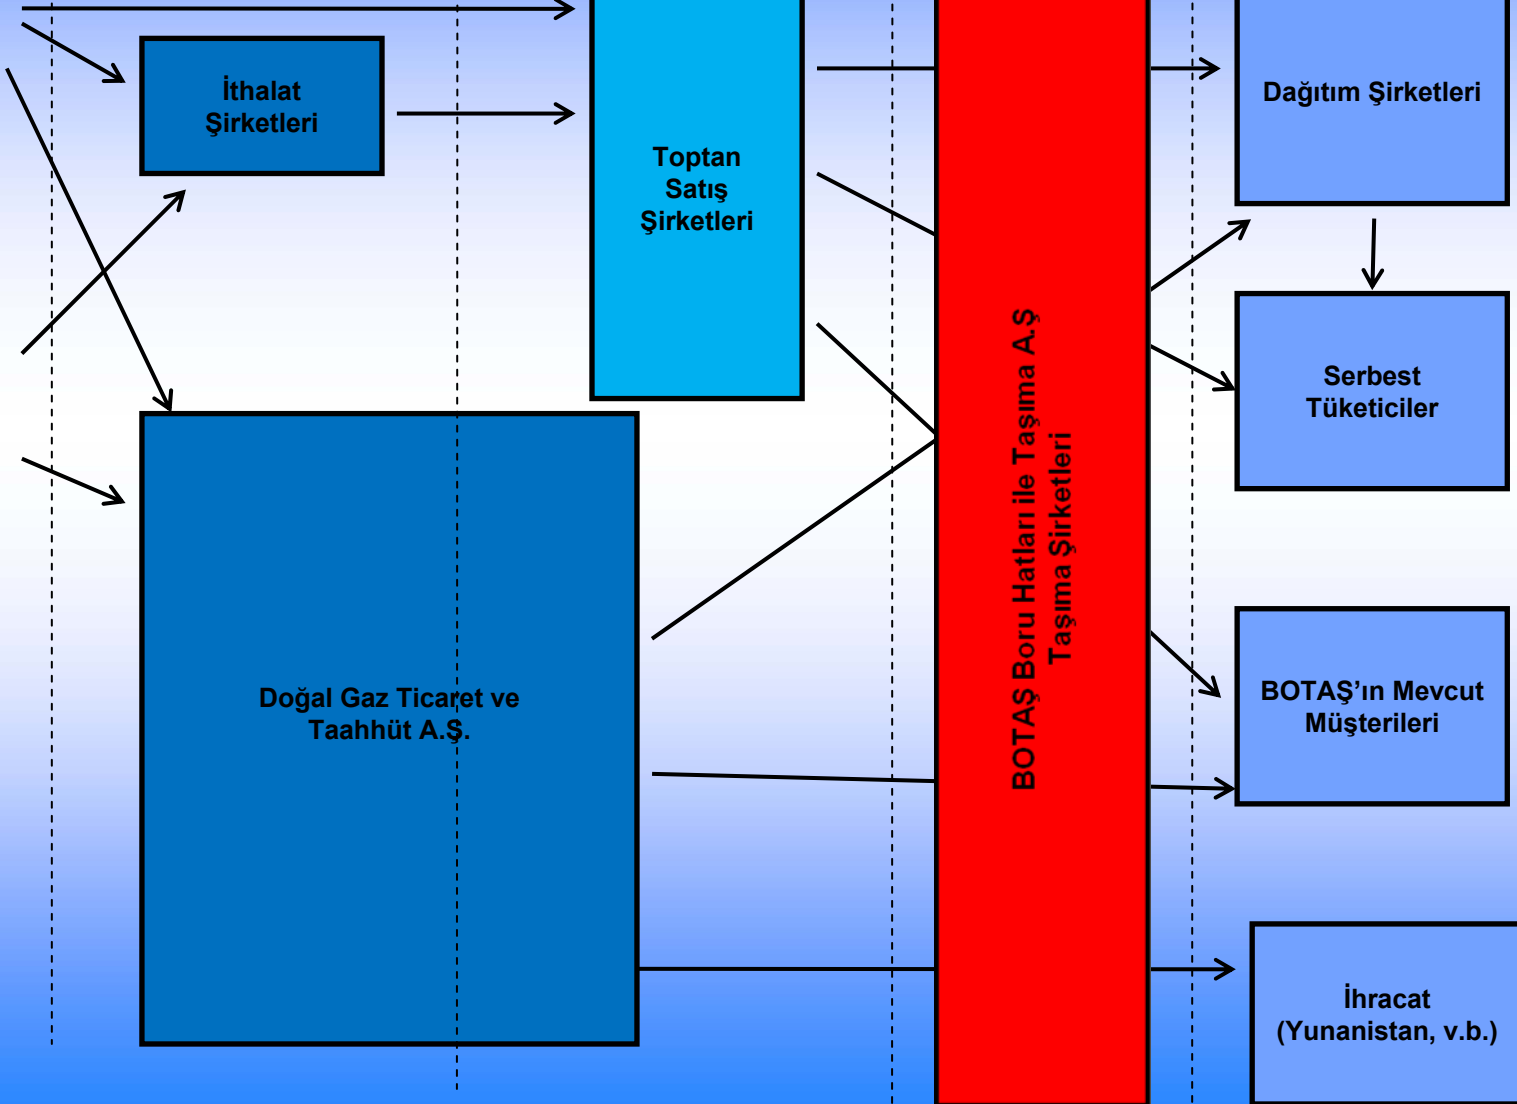 İthalat
Şirketleri
Toptan
Satış
Şirketleri
Doğal Gaz Ticaret ve
Taahhüt A.Ş.
BOTAŞ Boru Hatları ile Taşıma A.Ş
Taşıma Şirketleri
Dağıtım Şirketleri
Serbest
Tüketiciler
BOTAŞ’ın Mevcut
Müşterileri
İhracat
(Yunanistan, v.b.)